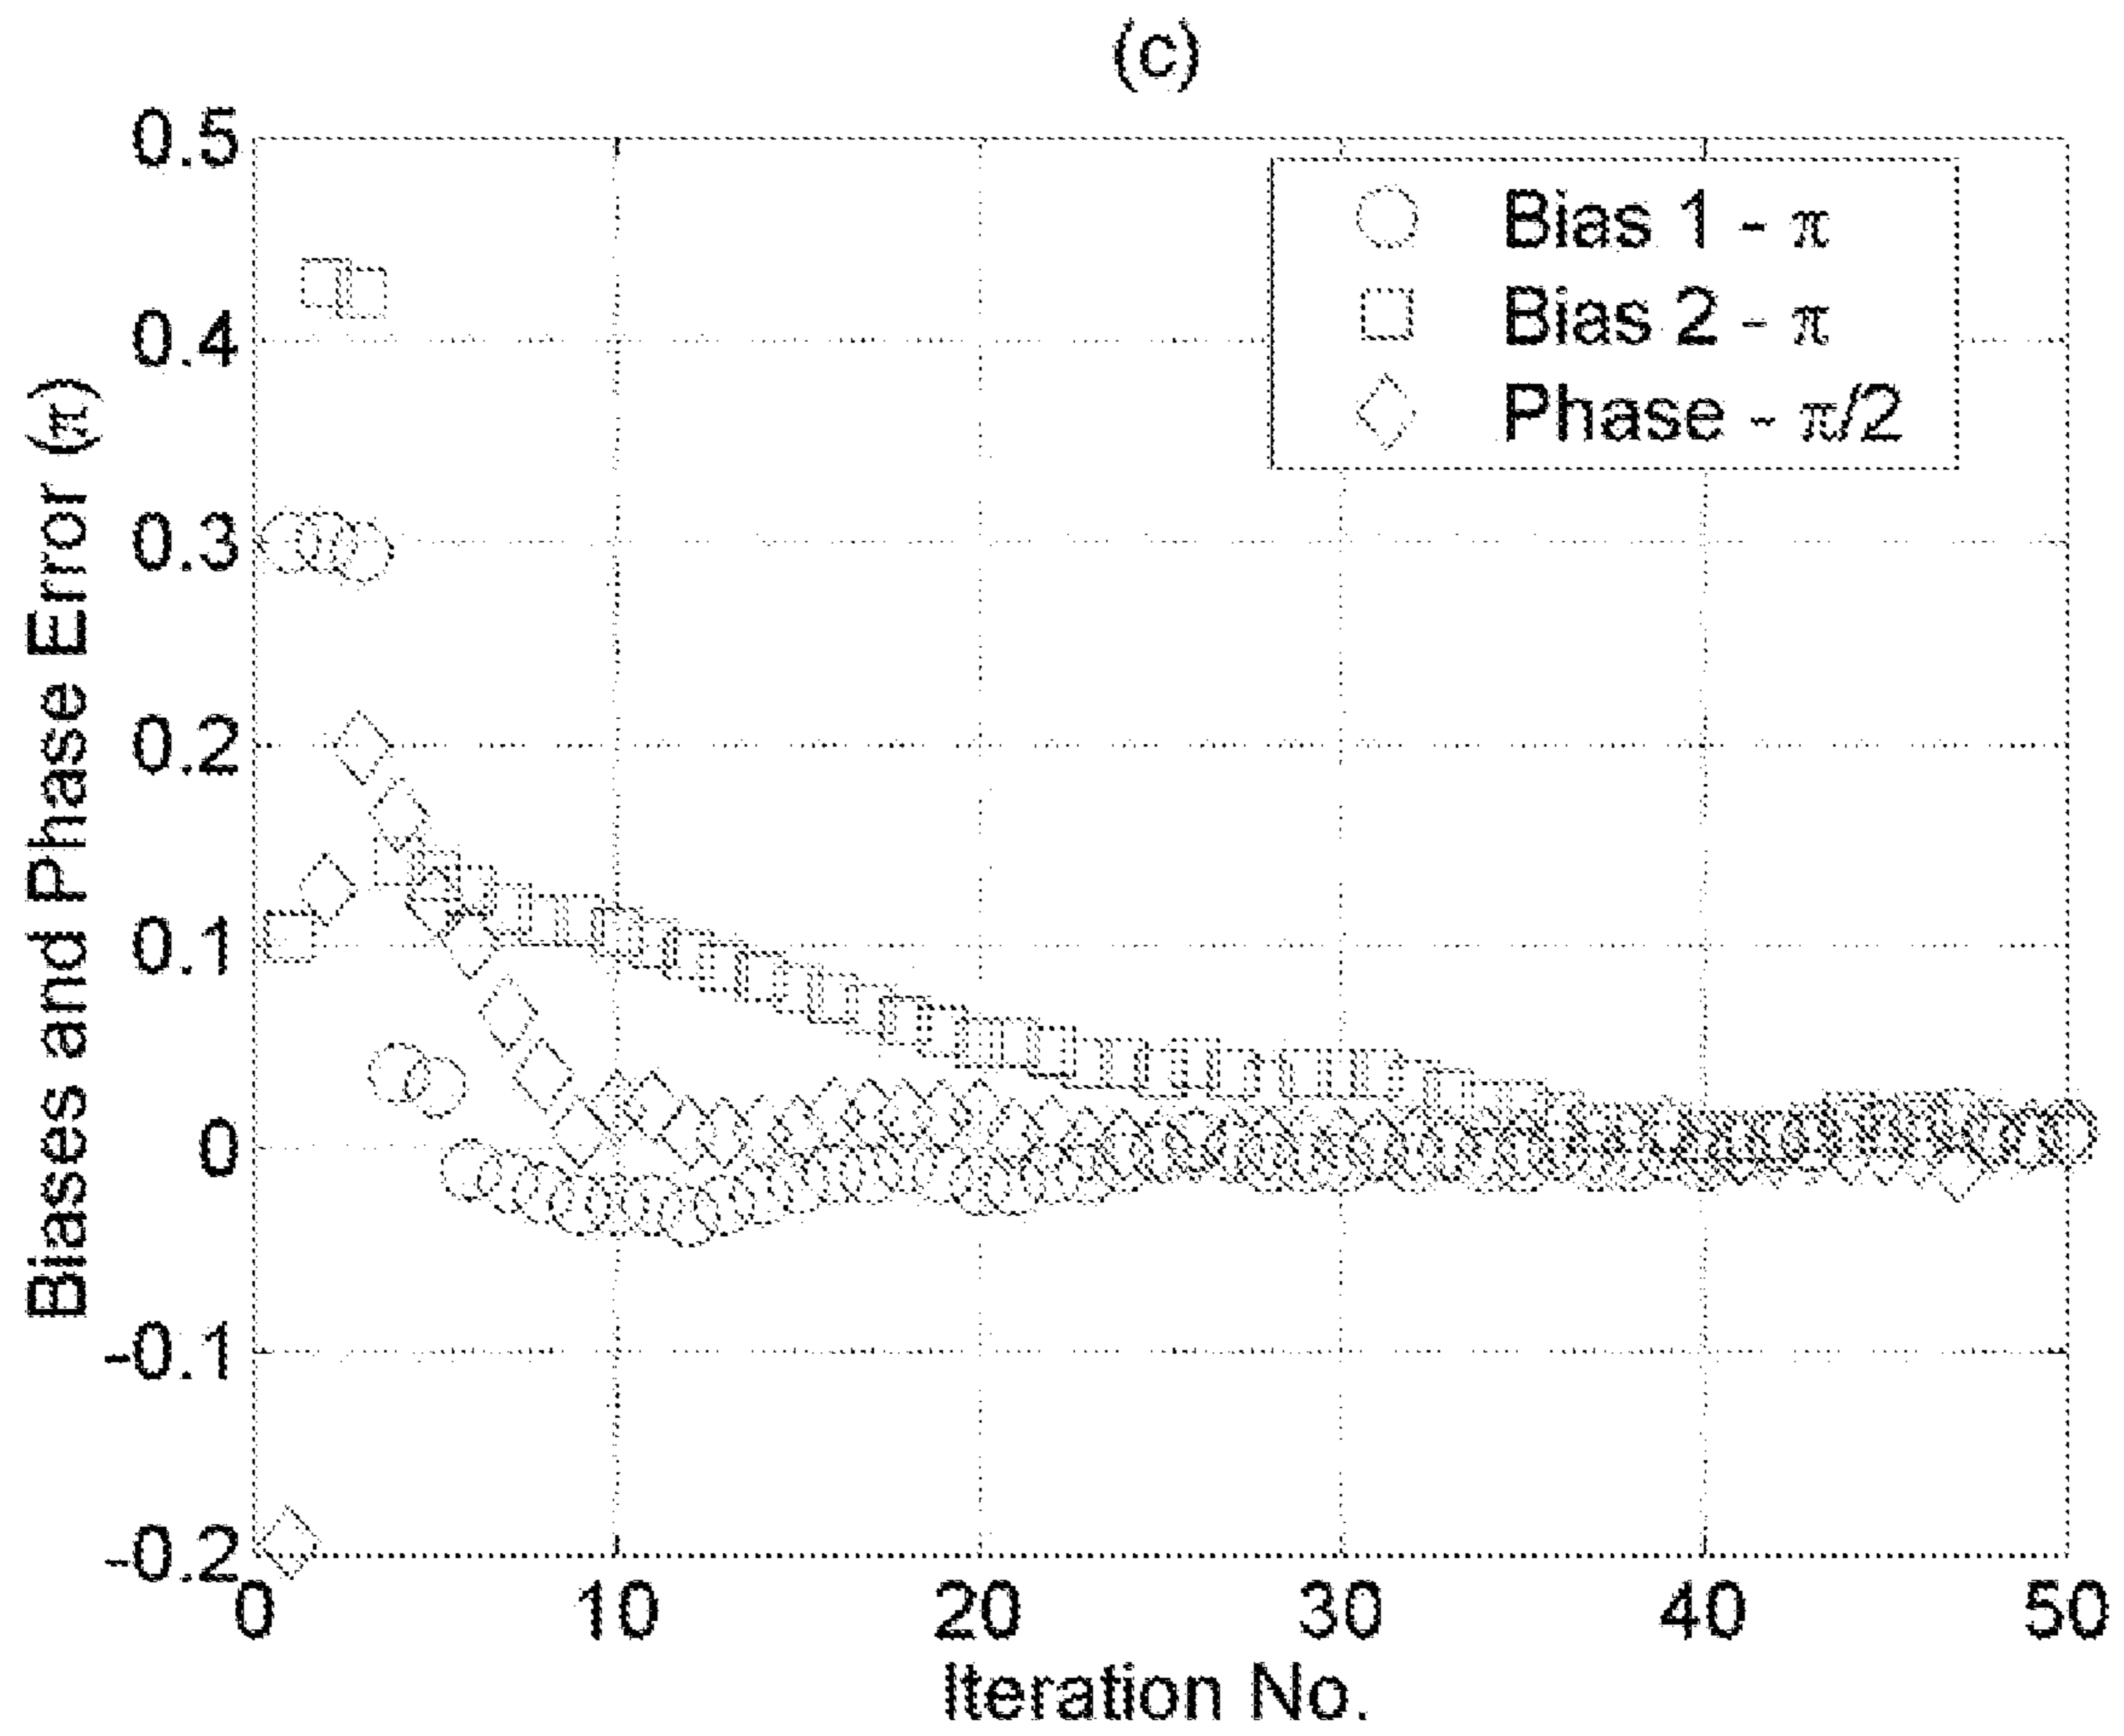 (c)
0.5
0.4
0.3
0.2
0.1
0
-0.1
-0.2
0 10 20 30 40 50
Iteration No.
Biases and Phase Error (π)
Bias 1 - π
Bias 2 - π
Phase - π/2